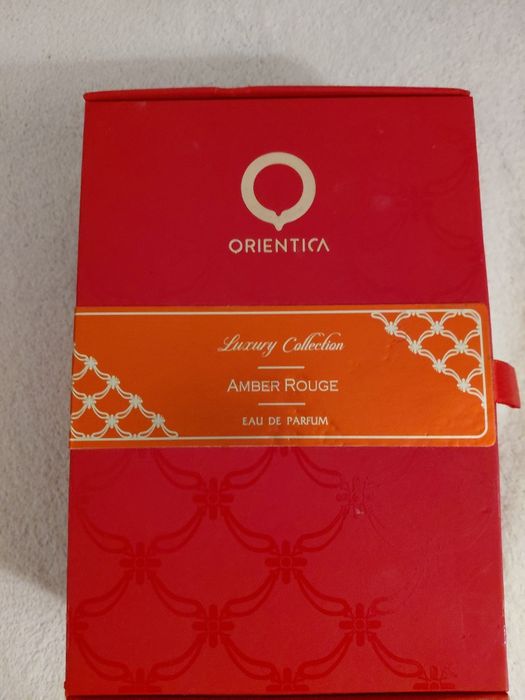 ORIENTICA
Luxury Collection
AMBER ROUGE
EAU DE PARFUM